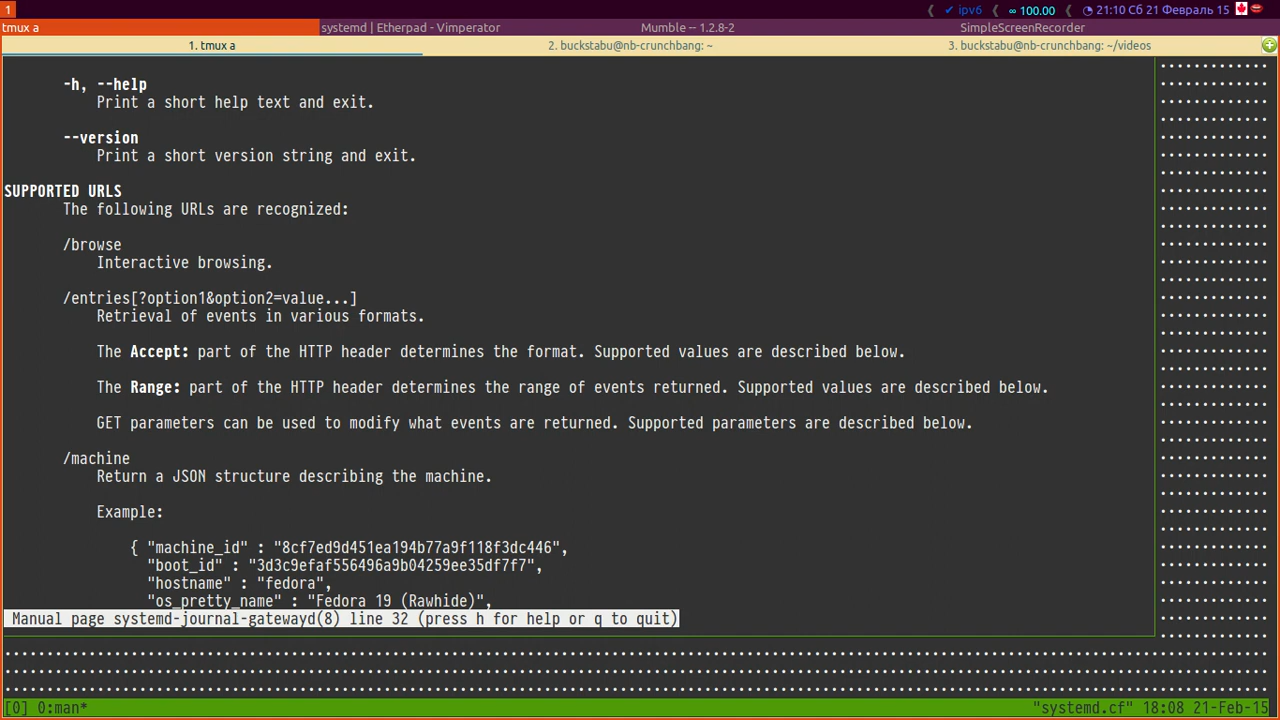 1 ipv6 ∞ 100.00 21:10 Сб 21 Февраль 15
tmux a systemd | Etherpad - Vimperator Mumble -- 1.2.8-2 SimpleScreenRecorder
1. tmux a 2. buckstabu@nb-crunchbang: ~ 3. buckstabu@nb-crunchbang: ~/videos
-h, --help
Print a short help text and exit.
--version
Print a short version string and exit.
SUPPORTED URLS
The following URLs are recognized:
/browse
Interactive browsing.
/entries[?option1&option2=value...]
Retrieval of events in various formats.
The Accept: part of the HTTP header determines the format. Supported values are described below.
The Range: part of the HTTP header determines the range of events returned. Supported values are described below.
GET parameters can be used to modify what events are returned. Supported parameters are described below.
/machine
Return a JSON structure describing the machine.
Example:
{ "machine_id" : "8cf7ed9d451ea194b77a9f118f3dc446",
"boot_id" : "3d3c9efaf556496a9b04259ee35df7f7",
"hostname" : "fedora",
"os_pretty_name" : "Fedora 19 (Rawhide)",
Manual page systemd-journal-gatewayd(8) line 32 (press h for help or q to quit)
[0] 0:man* "systemd.cf" 18:08 21-Feb-15